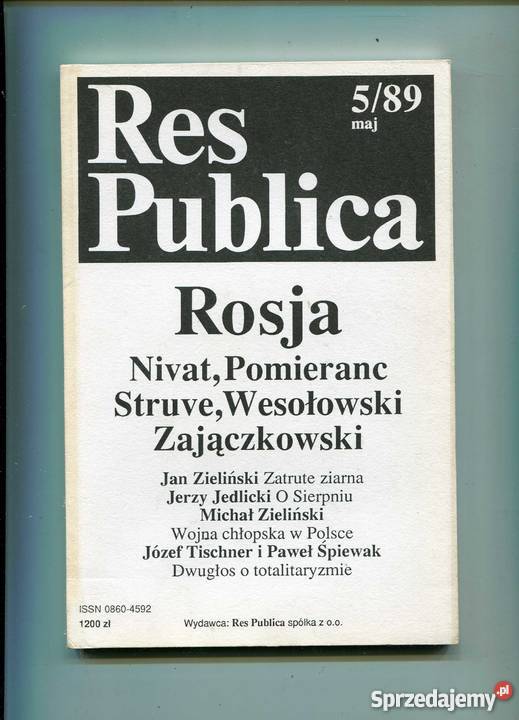 Res
Publica
5/89
maj
Rosja
Nivat, Pomieranc
Struve, Wesołowski
Zajączkowski
Jan Zieliński Zatrute ziarna
Jerzy Jedlicki O Sierpniu
Michał Zieliński
Wojna chłopska w Polsce
Józef Tischner i Paweł Śpiewak
Dwugłos o totalitaryzmie
ISSN 0860-4592
1200 zł
Wydawca: Res Publica spółka z o.o.
Sprzedajemy.pl